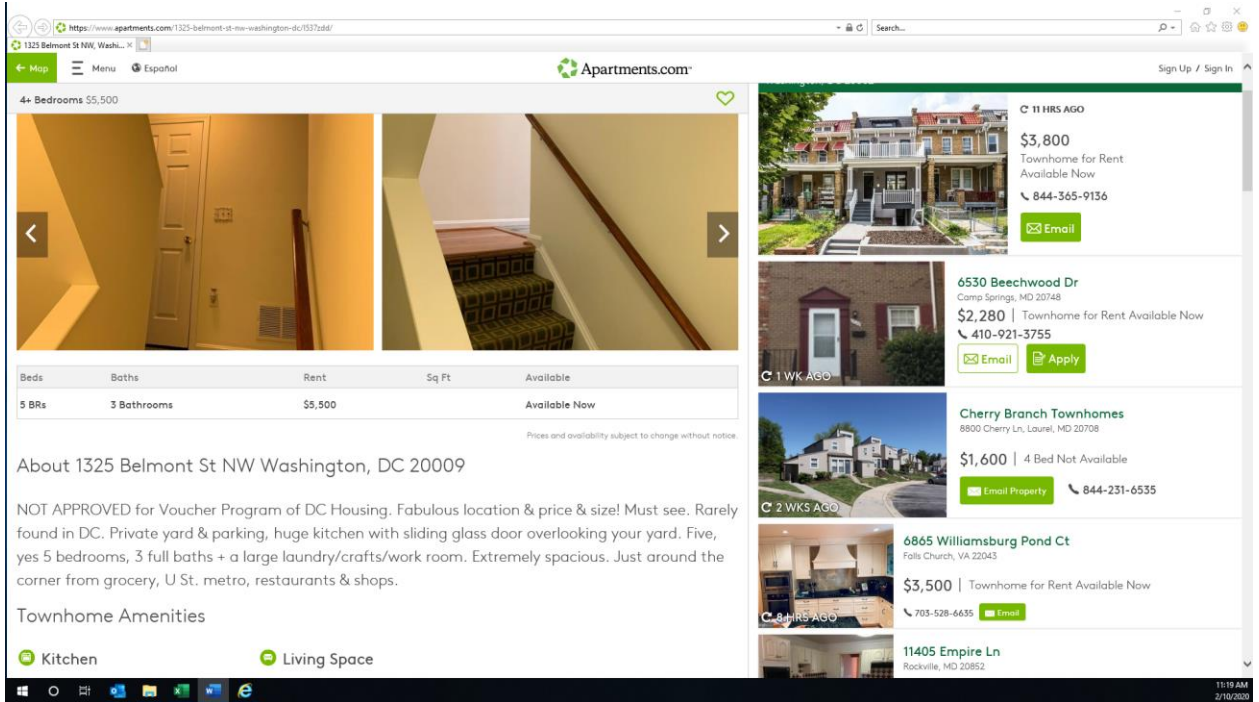 https://www.apartments.com/1325-belmont-st-nw-washington-dc/l537zdd/
Search...
1325 Belmont St NW, Washi...
← Map
Menu
Español
Apartments.com
Sign Up / Sign In
4+ Bedrooms $5,500
Beds Baths Rent Sq Ft Available
5 BRs 3 Bathrooms $5,500 Available Now
Prices and availability subject to change without notice.
About 1325 Belmont St NW Washington, DC 20009
NOT APPROVED for Voucher Program of DC Housing. Fabulous location & price & size! Must see. Rarely
found in DC. Private yard & parking, huge kitchen with sliding glass door overlooking your yard. Five,
yes 5 bedrooms, 3 full baths + a large laundry/crafts/work room. Extremely spacious. Just around the
corner from grocery, U St. metro, restaurants & shops.
Townhome Amenities
Kitchen
Living Space
11 HRS AGO
$3,800
Townhome for Rent
Available Now
844-365-9136
Email
1 WK AGO
6530 Beechwood Dr
Camp Springs, MD 20748
$2,280 | Townhome for Rent Available Now
410-921-3755
Email
Apply
2 WKS AGO
Cherry Branch Townhomes
8800 Cherry Ln, Laurel, MD 20708
$1,600 | 4 Bed Not Available
Email Property
844-231-6535
8 HRS AGO
6865 Williamsburg Pond Ct
Falls Church, VA 22043
$3,500 | Townhome for Rent Available Now
703-528-6635
Email
11405 Empire Ln
Rockville, MD 20852
11:19 AM
2/10/2020